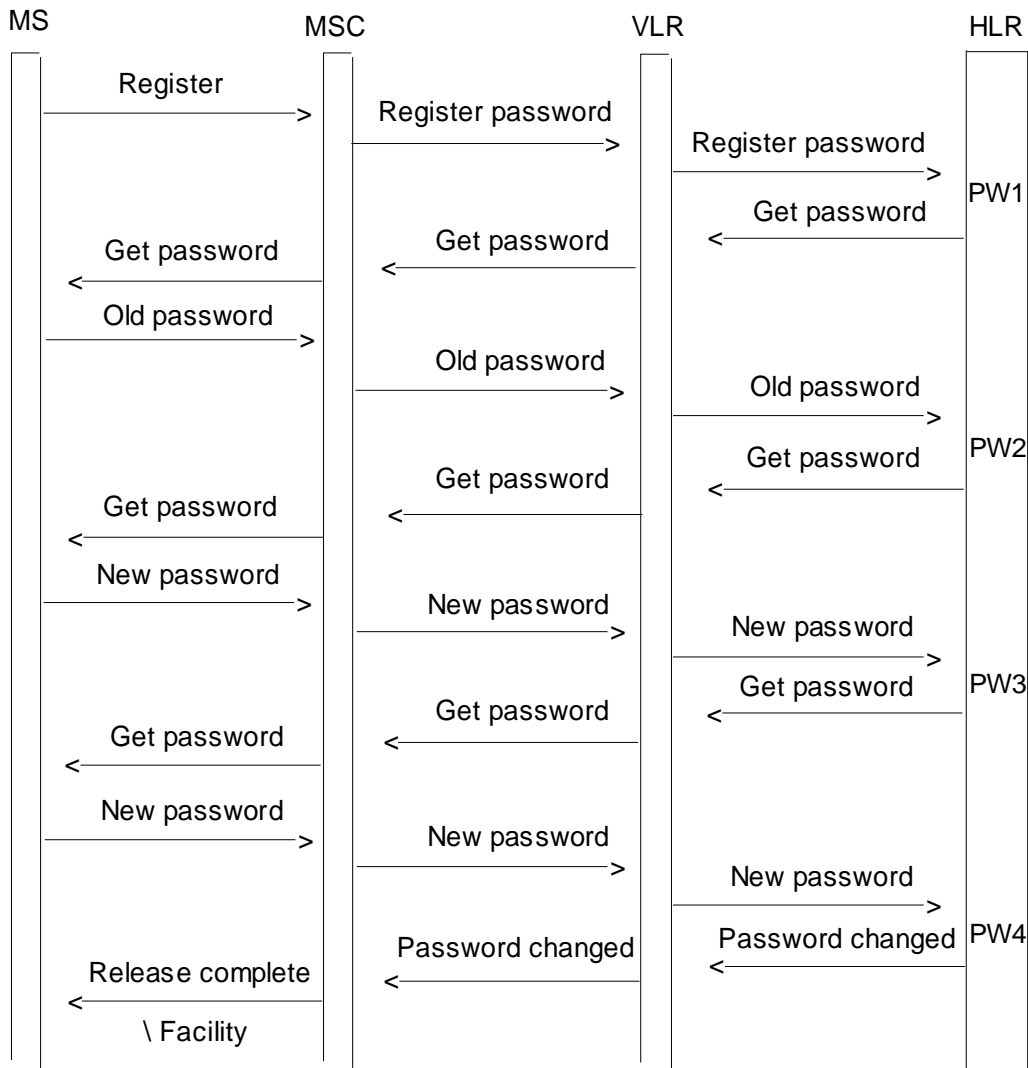 MS
MSC
VLR
HLR
Register
Register password
Register password
PW1
Get password
Get password
Get password
Old password
Old password
Old password
PW2
Get password
Get password
Get password
New password
New password
New password
PW3
Get password
Get password
Get password
New password
New password
New password
PW4
Password changed
Password changed
Release complete
\ Facility